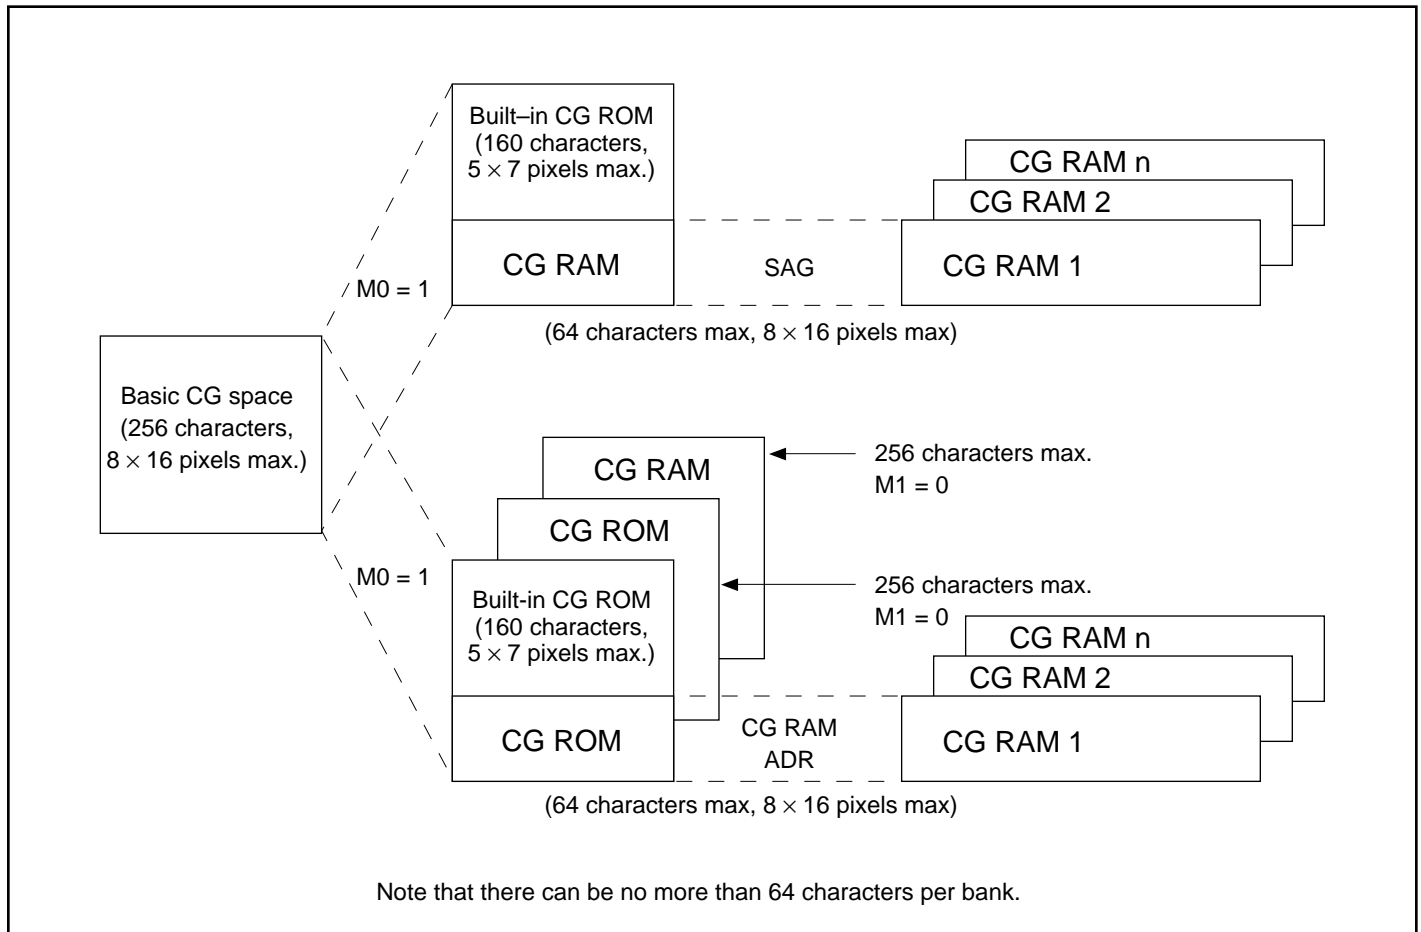 Built–in CG ROM
(160 characters,
5 × 7 pixels max.)
CG RAM
M0 = 1
SAG
CG RAM n
CG RAM 2
CG RAM 1
(64 characters max, 8 × 16 pixels max)
Basic CG space
(256 characters,
8 × 16 pixels max.)
CG RAM
256 characters max.
M1 = 0
CG ROM
M0 = 1
256 characters max.
M1 = 0
Built-in CG ROM
(160 characters,
5 × 7 pixels max.)
CG ROM
CG RAM
ADR
CG RAM n
CG RAM 2
CG RAM 1
(64 characters max, 8 × 16 pixels max)
Note that there can be no more than 64 characters per bank.